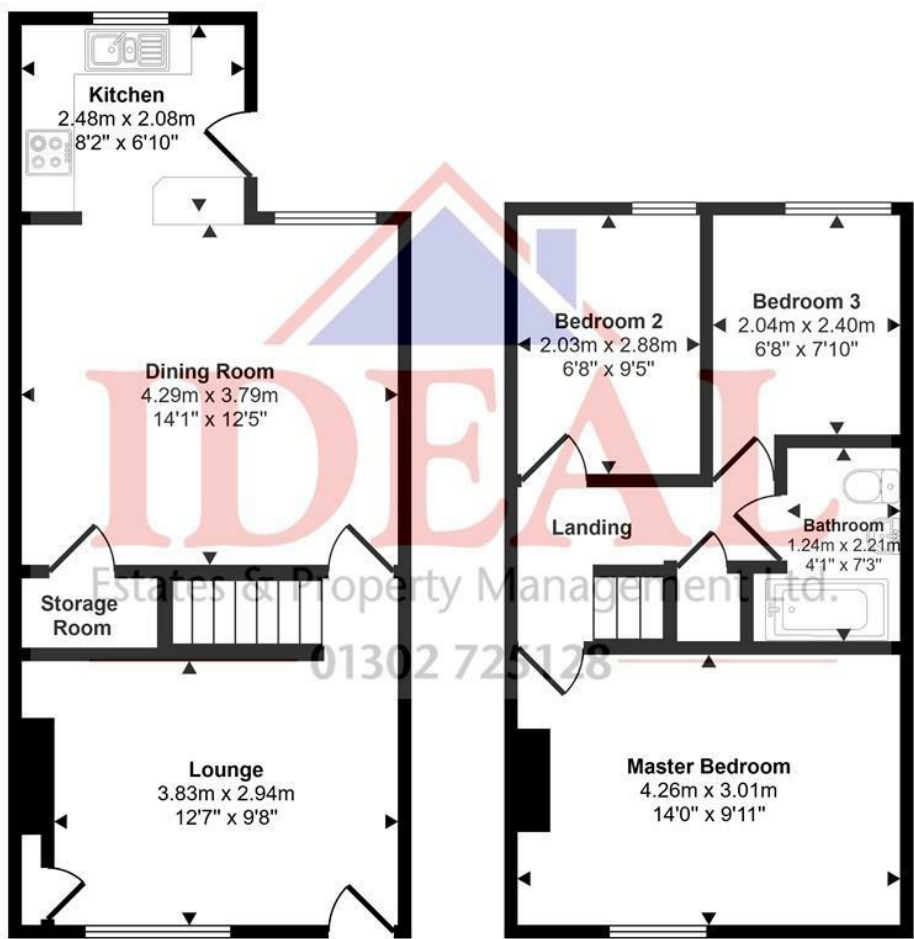 Kitchen
2.48m x 2.08m
8'2" x 6'10"
Dining Room
4.29m x 3.79m
14'1" x 12'5"
Storage
Room
Lounge
3.83m x 2.94m
12'7" x 9'8"
Bedroom 2
2.03m x 2.88m
6'8" x 9'5"
Bedroom 3
2.04m x 2.40m
6'8" x 7'10"
Landing
Bathroom
1.24m x 2.21m
4'1" x 7'3"
Master Bedroom
4.26m x 3.01m
14'0" x 9'11"
IDEAL
Estates & Property Management Ltd.
01302 725128